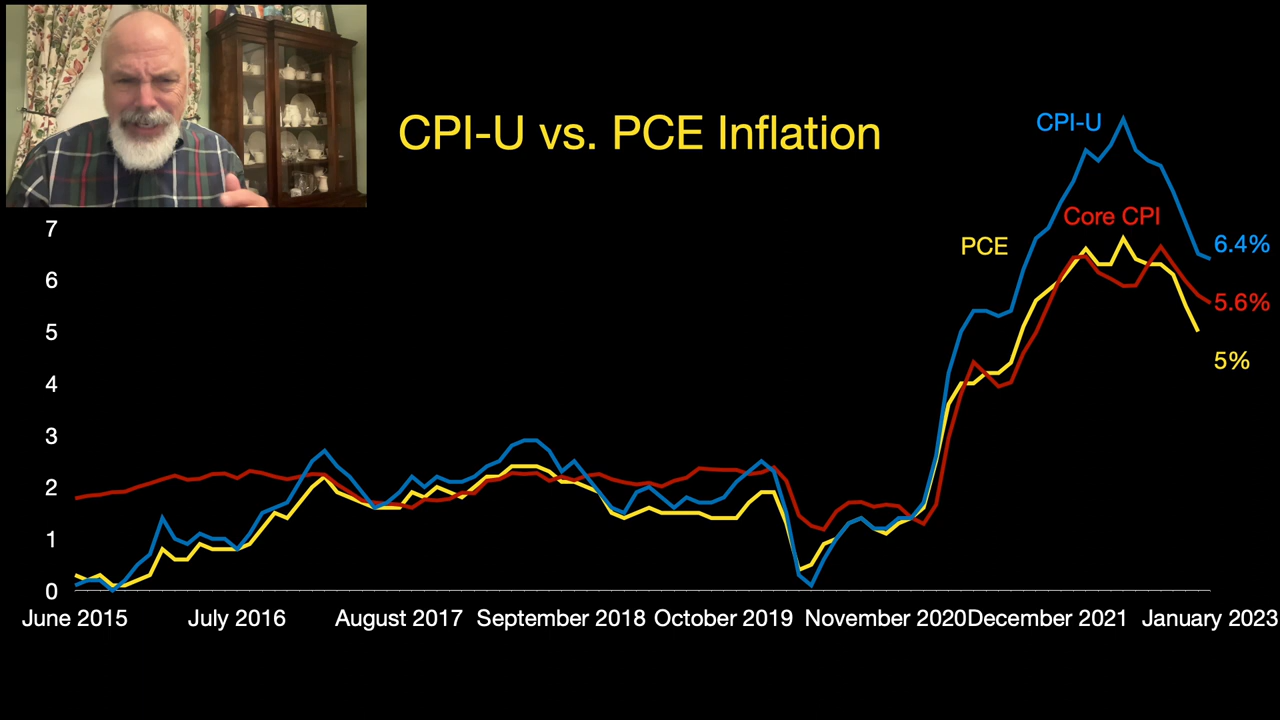 CPI-U vs. PCE Inflation
CPI-U
Core CPI
PCE
6.4%
5.6%
5%
7
6
5
4
3
2
1
0
June 2015
July 2016
August 2017
September 2018
October 2019
November 2020
December 2021
January 2023